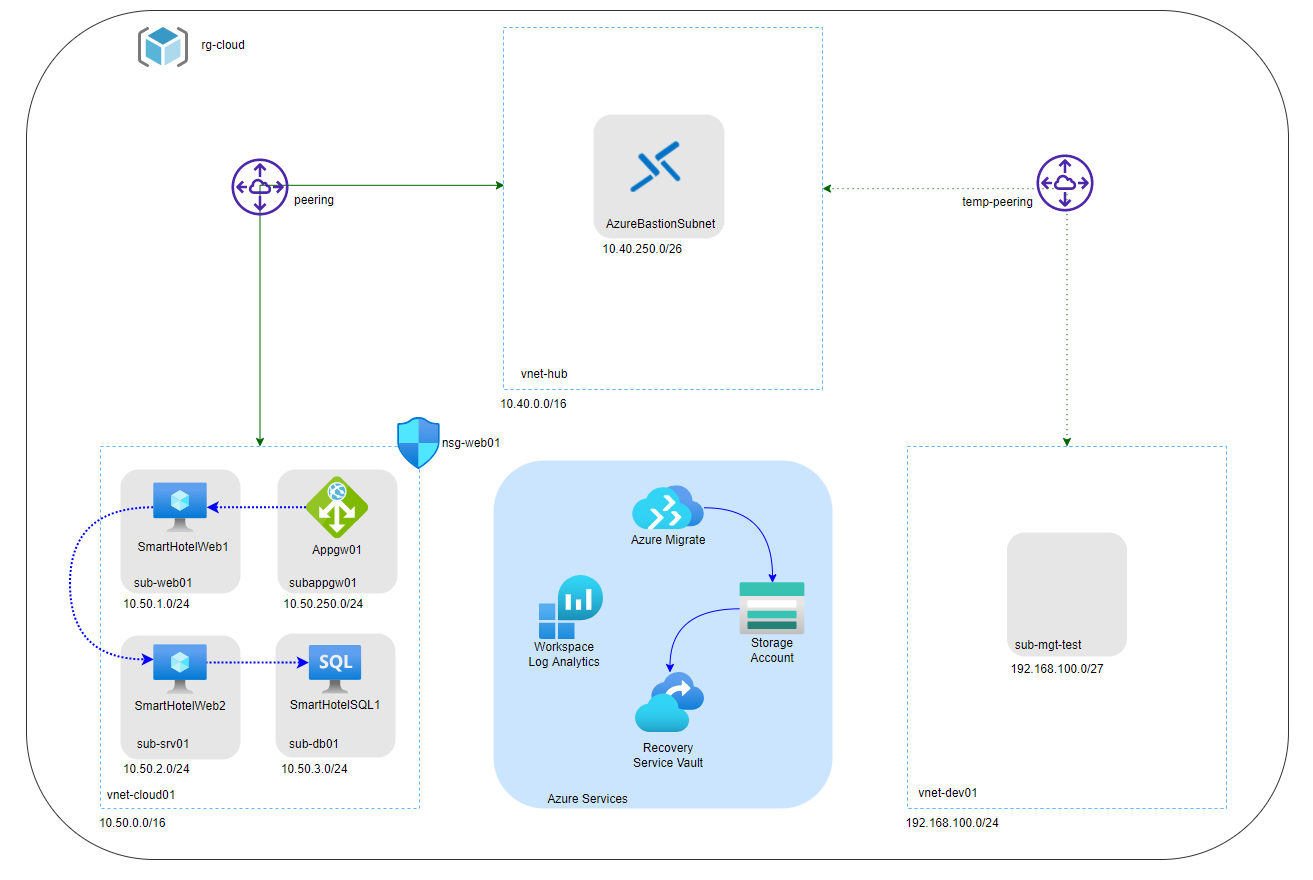 rg-cloud
peering
AzureBastionSubnet
10.40.250.0/26
vnet-hub
10.40.0.0/16
temp-peering
nsg-web01
SmartHotelWeb1
sub-web01
10.50.1.0/24
Appgw01
subappgw01
10.50.250.0/24
SmartHotelWeb2
sub-srv01
10.50.2.0/24
SQL
SmartHotelSQL1
sub-db01
10.50.3.0/24
vnet-cloud01
10.50.0.0/16
Azure Migrate
Workspace
Log Analytics
Storage
Account
Recovery
Service Vault
Azure Services
sub-mgt-test
192.168.100.0/27
vnet-dev01
192.168.100.0/24